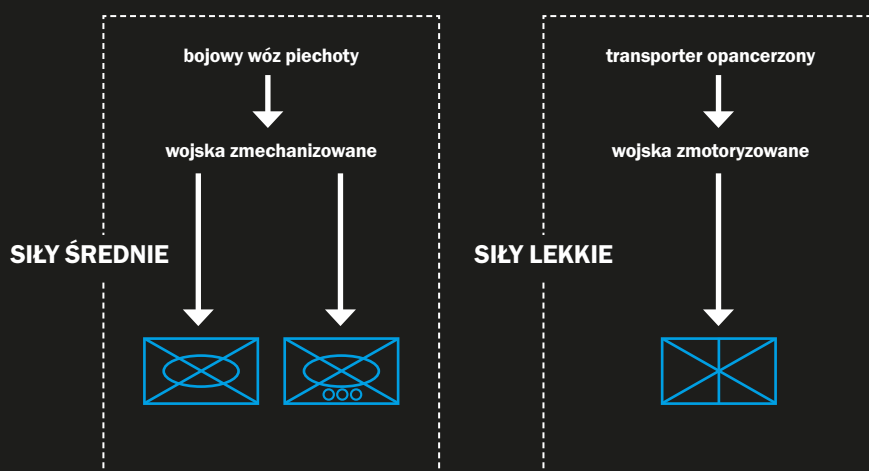 bojowy wóz piechoty
wojska zmechanizowane
SIŁY ŚREDNIE
transporter opancerzony
wojska zmotoryzowane
SIŁY LEKKIE